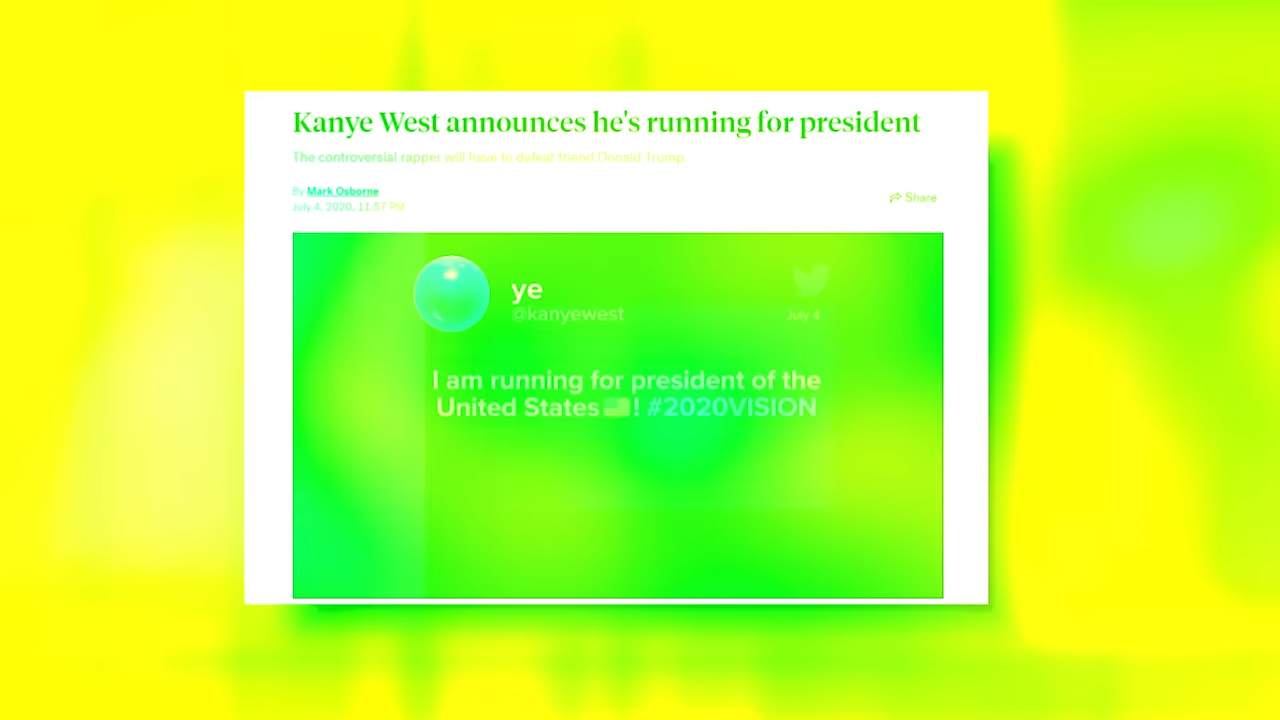 Kanye West announces he's running for president
The controversial rapper will have to defeat friend Donald Trump.
By Mark Osborne
July 4, 2020, 11:57 PM
Share
ye
@kanyewest
July 4
I am running for president of the
United States 🇺🇸! #2020VISION